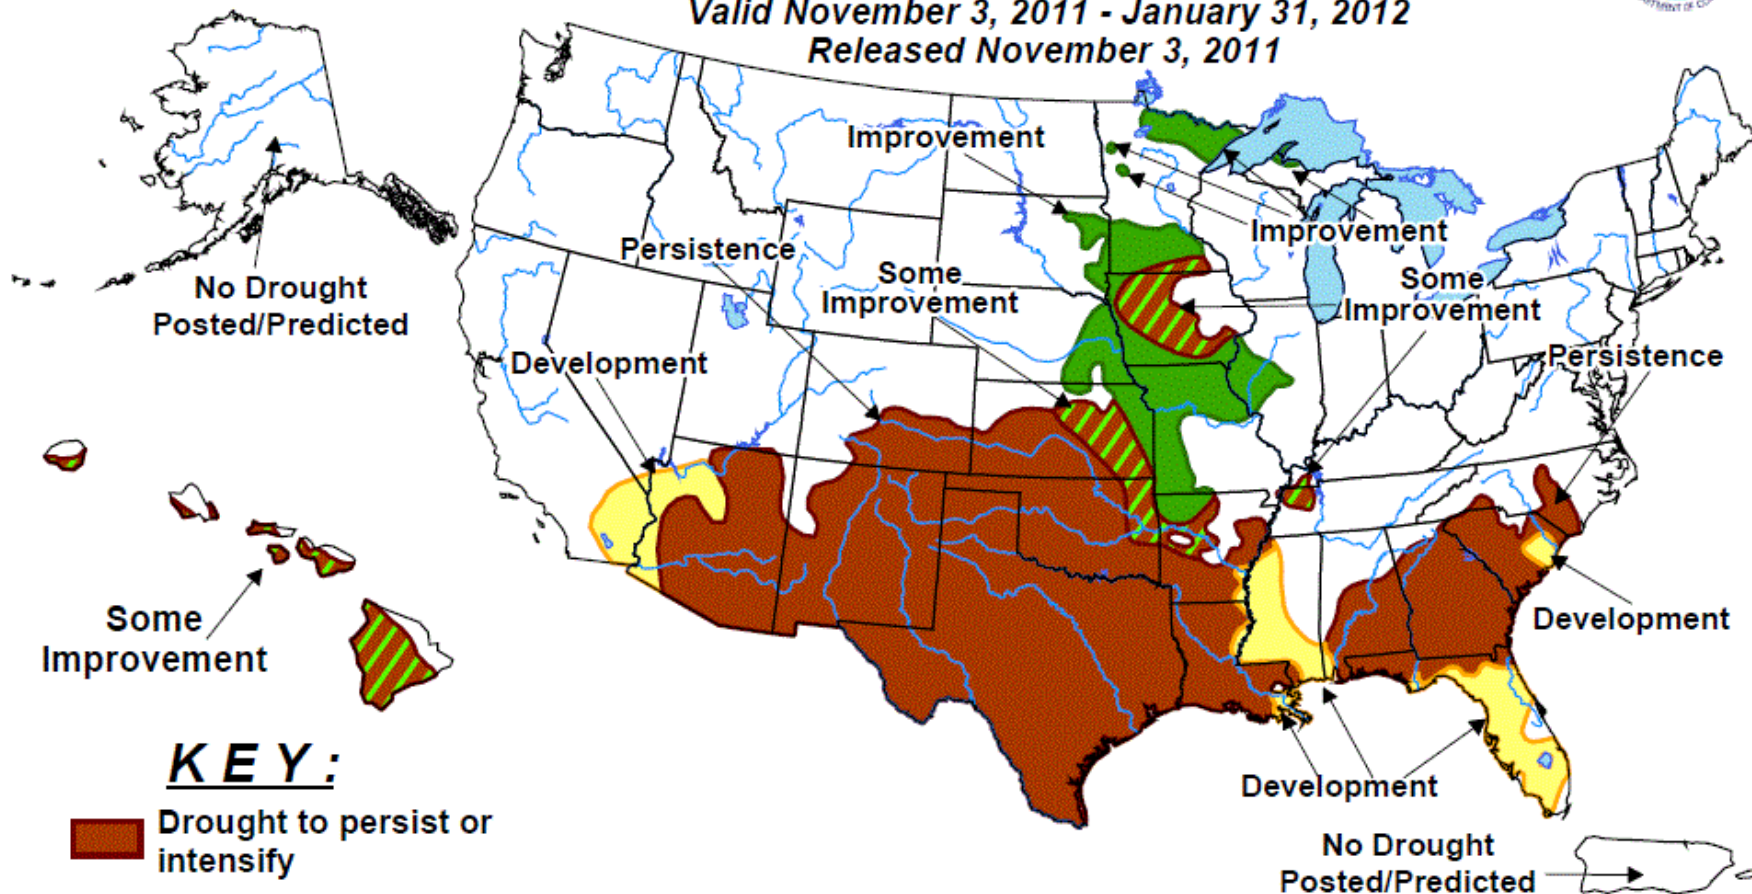 Valid November 3, 2011 - January 31, 2012
Released November 3, 2011
Improvement
Improvement
Persistence
Some
Improvement
Some
Improvement
No Drought
Posted/Predicted
Development
Persistence
Some
Improvement
Development
KEY:
Drought to persist or
intensify
Development
No Drought
Posted/Predicted